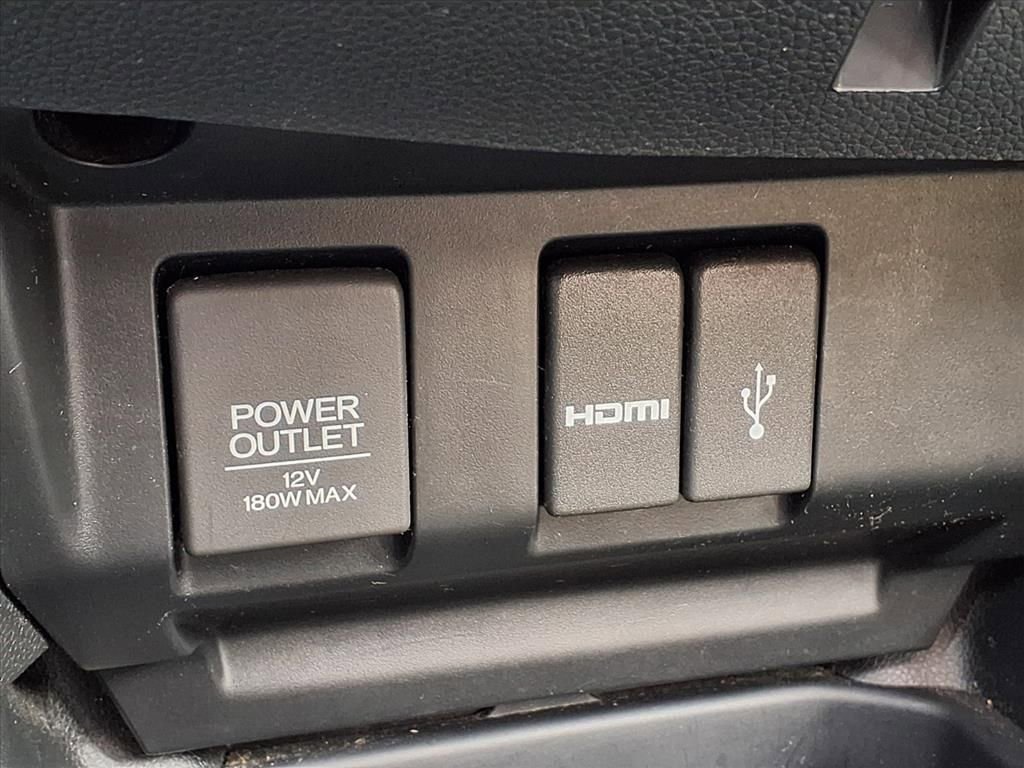 POWER
OUTLET
12V
180W MAX
HDMI